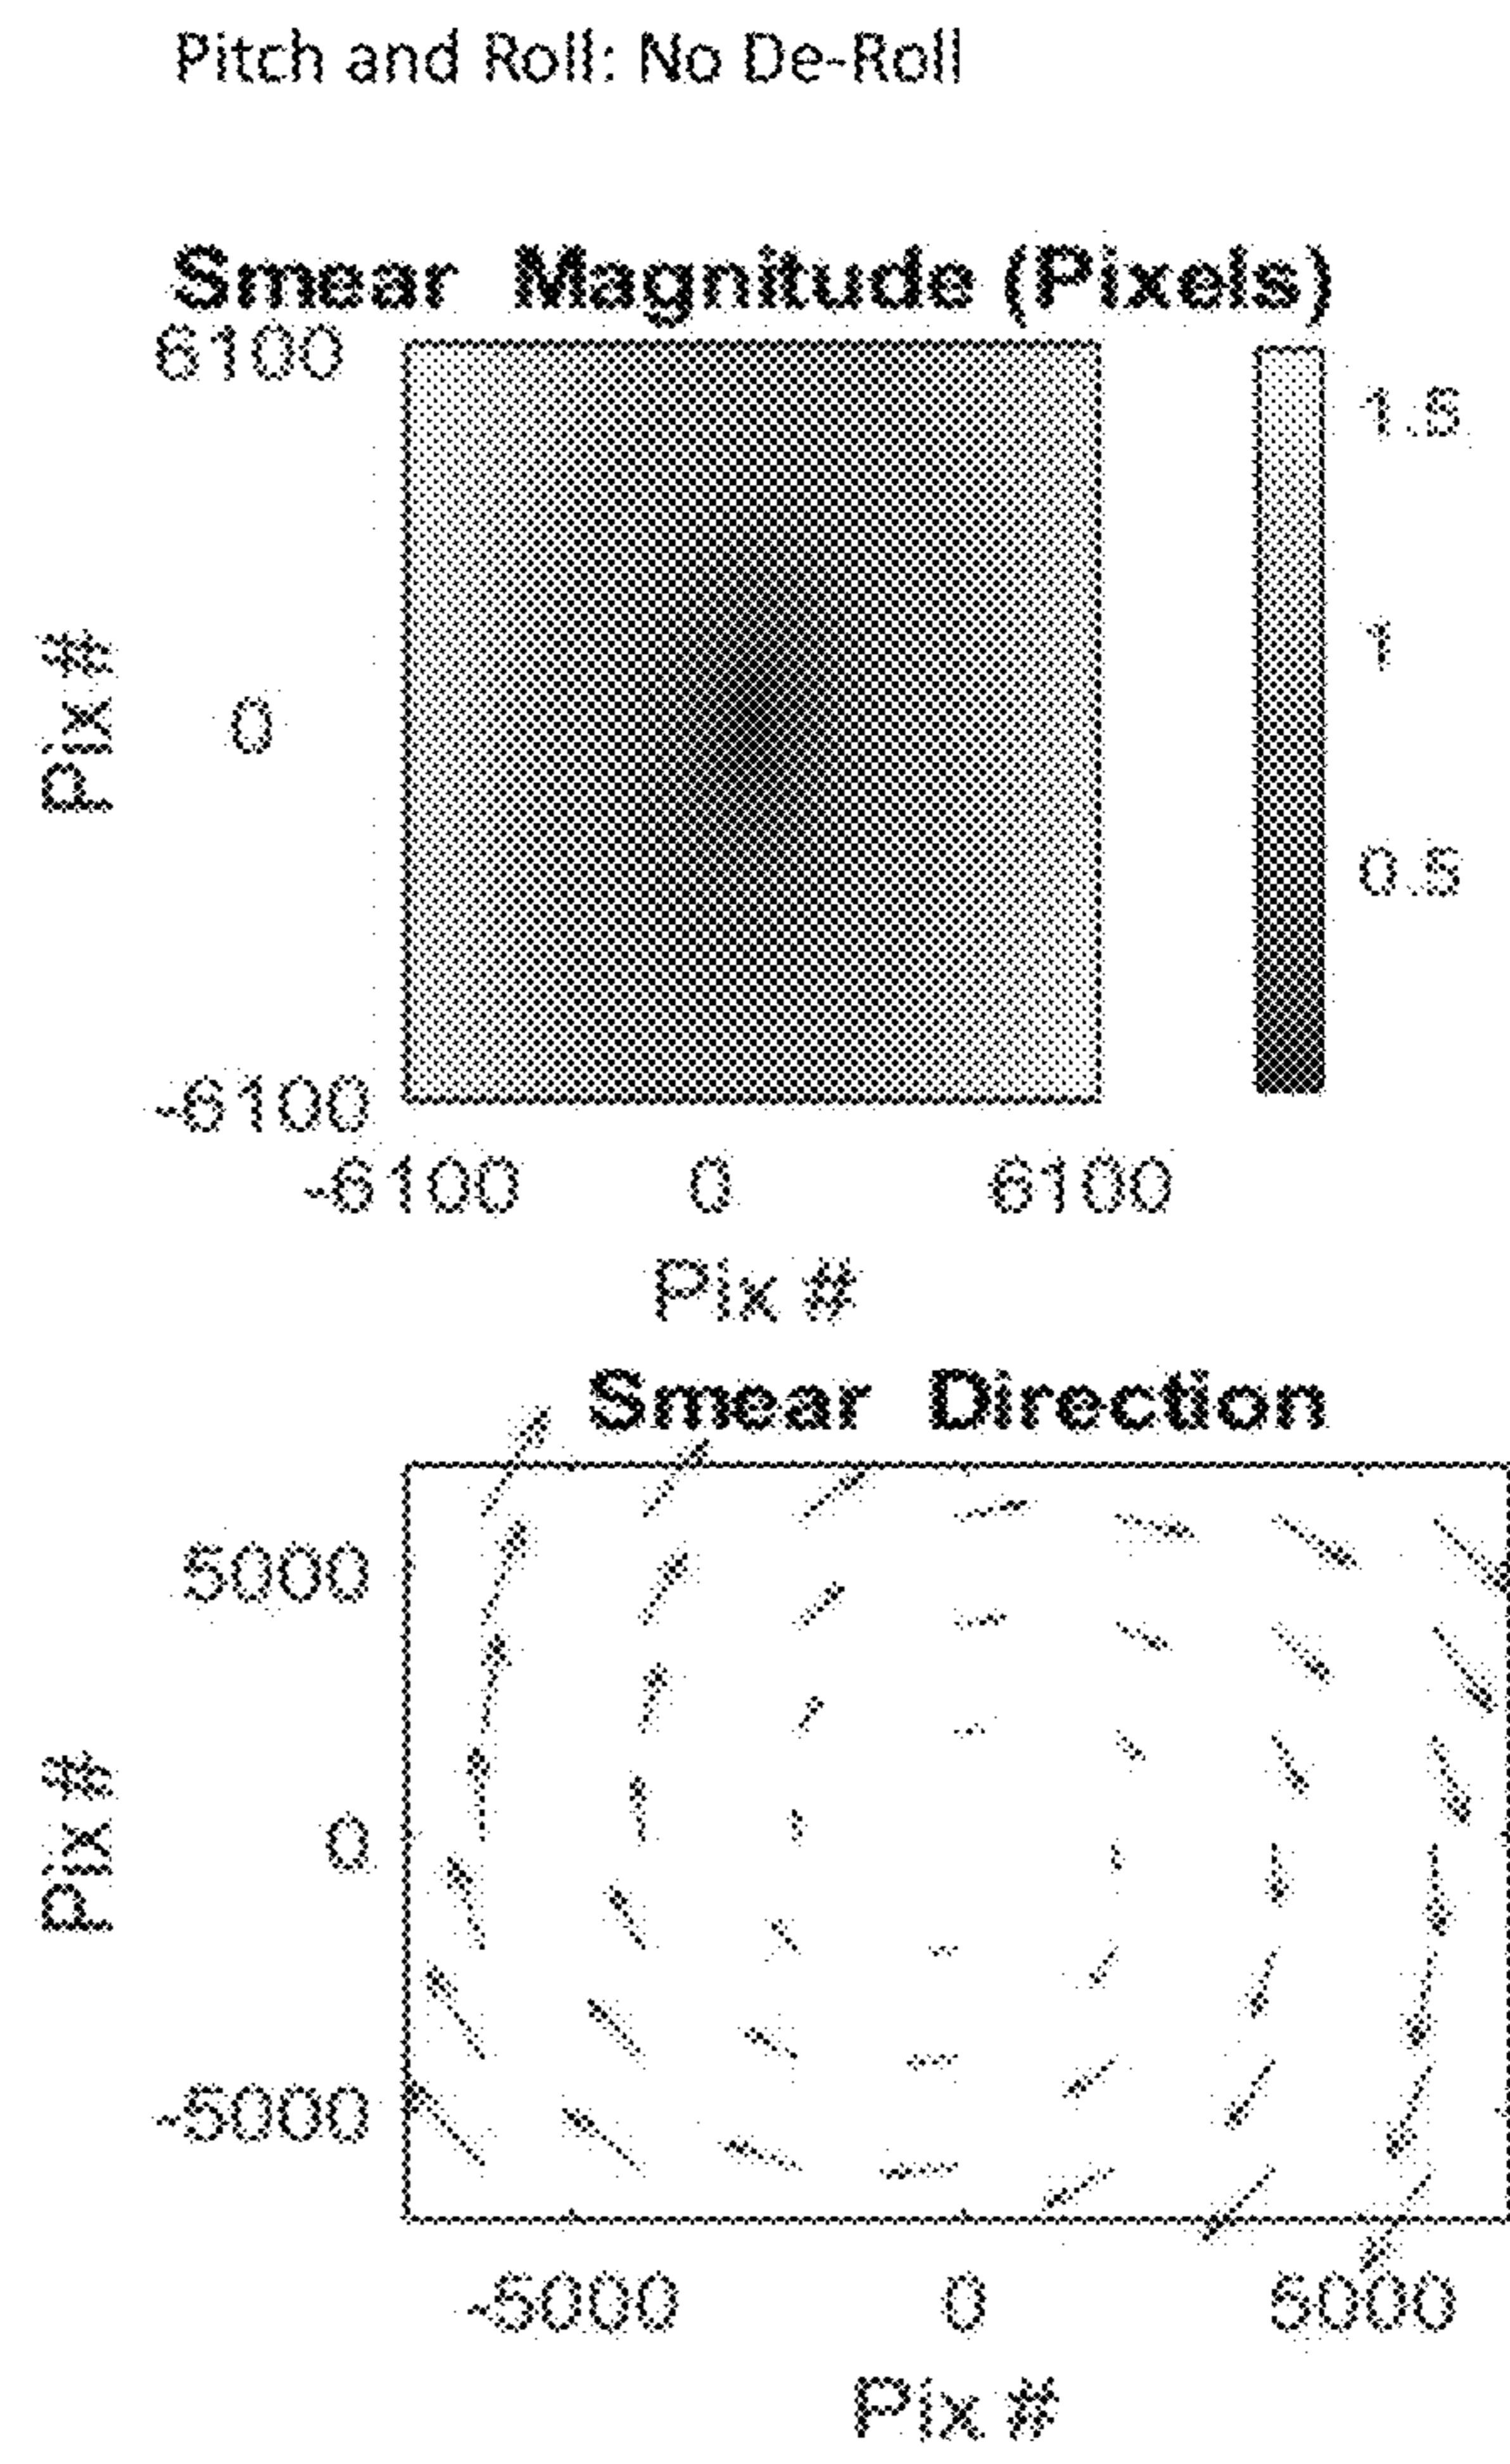 Pitch and Roll: No De-Roll
Smear Magnitude (Pixels)
6100
1.5
1
Pix #
0
0.5
-6100
-6100 0 6100
Pix #
Smear Direction
5000
Pix #
0
-5000
-5000 0 5000
Pix #